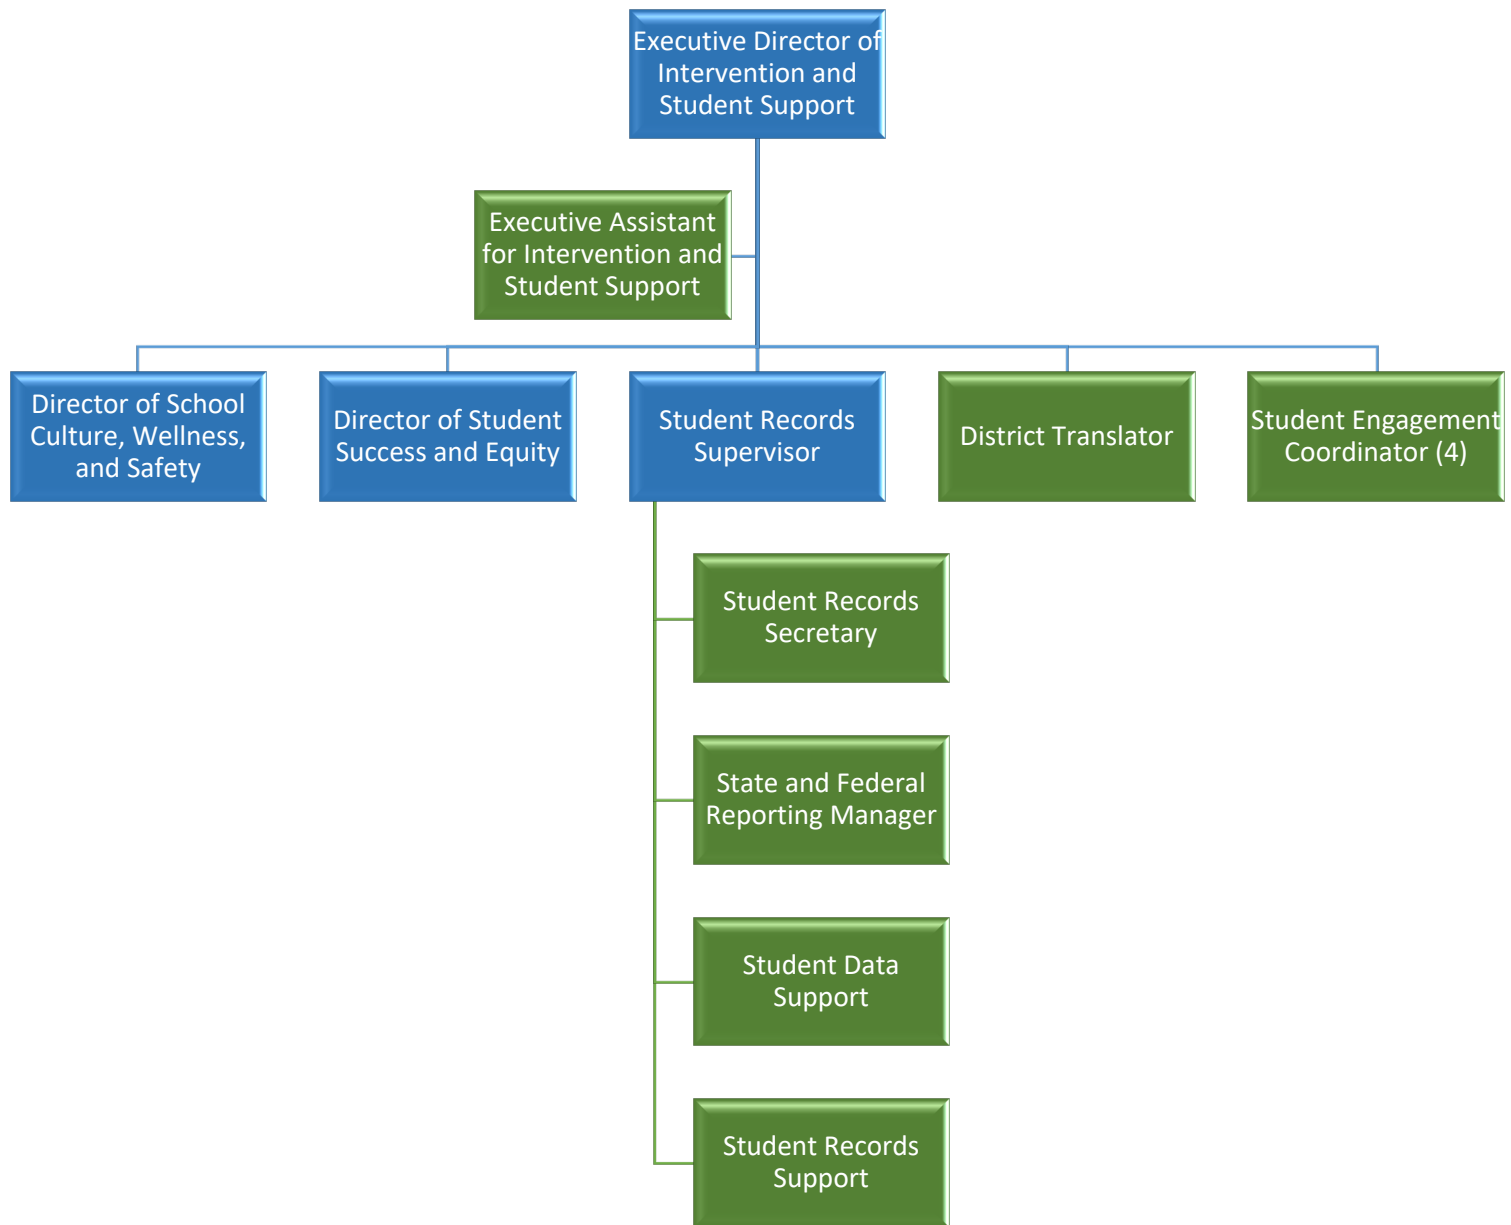 Executive Director of
Intervention and
Student Support
Executive Assistant
for Intervention and
Student Support
Director of School
Culture, Wellness,
and Safety
Director of Student
Success and Equity
Student Records
Supervisor
District Translator
Student Engagement
Coordinator (4)
Student Records
Secretary
State and Federal
Reporting Manager
Student Data
Support
Student Records
Support